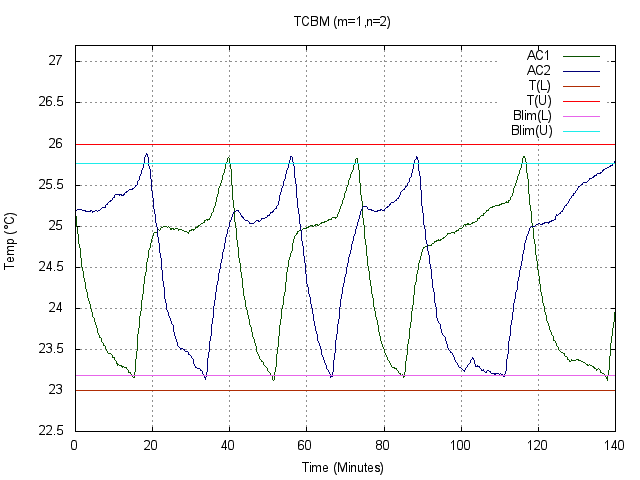 TCBM (m=1,n=2)
27
26.5
26
25.5
25
24.5
24
23.5
23
22.5
Temp (°C)
AC1
AC2
T(L)
T(U)
Blim(L)
Blim(U)
0 20 40 60 80 100 120 140
Time (Minutes)